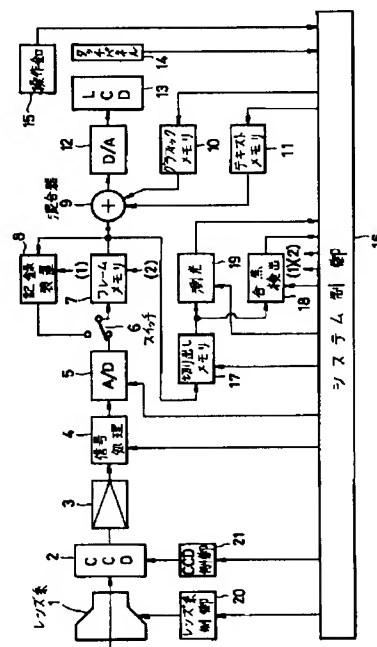 レンズ系
1
CCD
2
3
信号処理
4
A/D
5
スイッチ
6
フレームメモリ
7
(1)
(2)
記録装置
8
混合器
9
グラフィックメモリ
10
テキストメモリ
11
D/A
12
LCD
13
タッチパネル
14
操作部
15
システム制御
16
切り出しメモリ
17
合焦検出
18
(1)(2)
測光
19
レンズ系制御
20
CCD制御
21